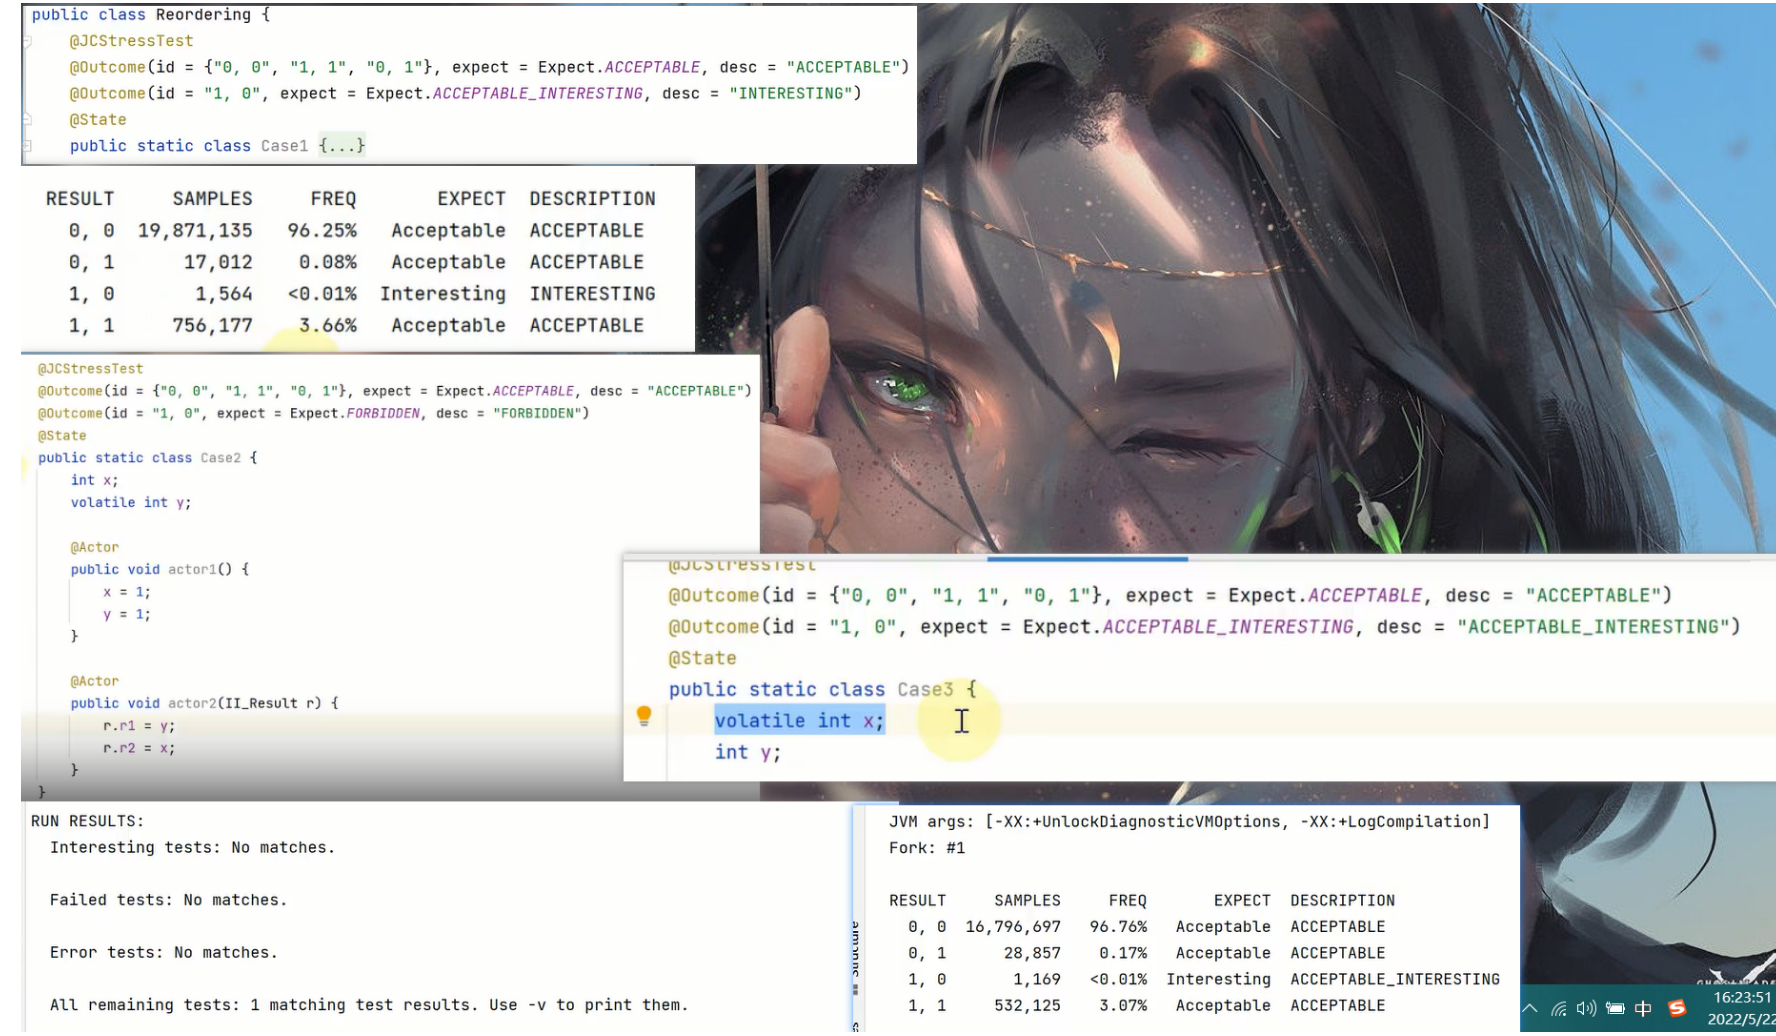 public class Reordering {
@JCStressTest
@Outcome(id = {"0, 0", "1, 1", "0, 1"}, expect = Expect.ACCEPTABLE, desc = "ACCEPTABLE")
@Outcome(id = "1, 0", expect = Expect.ACCEPTABLE_INTERESTING, desc = "INTERESTING")
@State
public static class Case1 {...}
RESULT SAMPLES FREQ EXPECT DESCRIPTION
0, 0 19,871,135 96.25% Acceptable ACCEPTABLE
0, 1 17,012 0.08% Acceptable ACCEPTABLE
1, 0 1,564 <0.01% Interesting INTERESTING
1, 1 756,177 3.66% Acceptable ACCEPTABLE
@JCStressTest
@Outcome(id = {"0, 0", "1, 1", "0, 1"}, expect = Expect.ACCEPTABLE, desc = "ACCEPTABLE")
@Outcome(id = "1, 0", expect = Expect.FORBIDDEN, desc = "FORBIDDEN")
@State
public static class Case2 {
int x;
volatile int y;
@Actor
public void actor1() {
x = 1;
y = 1;
}
@Actor
public void actor2(II_Result r) {
r.r1 = y;
r.r2 = x;
}
}
@JCStressTest
@Outcome(id = {"0, 0", "1, 1", "0, 1"}, expect = Expect.ACCEPTABLE, desc = "ACCEPTABLE")
@Outcome(id = "1, 0", expect = Expect.ACCEPTABLE_INTERESTING, desc = "ACCEPTABLE_INTERESTING")
@State
public static class Case3 {
volatile int x;
int y;
RUN RESULTS:
Interesting tests: No matches.
Failed tests: No matches.
Error tests: No matches.
All remaining tests: 1 matching test results. Use -v to print them.
Structure
JVM args: [-XX:+UnlockDiagnosticVMOptions, -XX:+LogCompilation]
Fork: #1
RESULT SAMPLES FREQ EXPECT DESCRIPTION
0, 0 16,796,697 96.76% Acceptable ACCEPTABLE
0, 1 28,857 0.17% Acceptable ACCEPTABLE
1, 0 1,169 <0.01% Interesting ACCEPTABLE_INTERESTING
1, 1 532,125 3.07% Acceptable ACCEPTABLE
中
16:23:51
2022/5/22